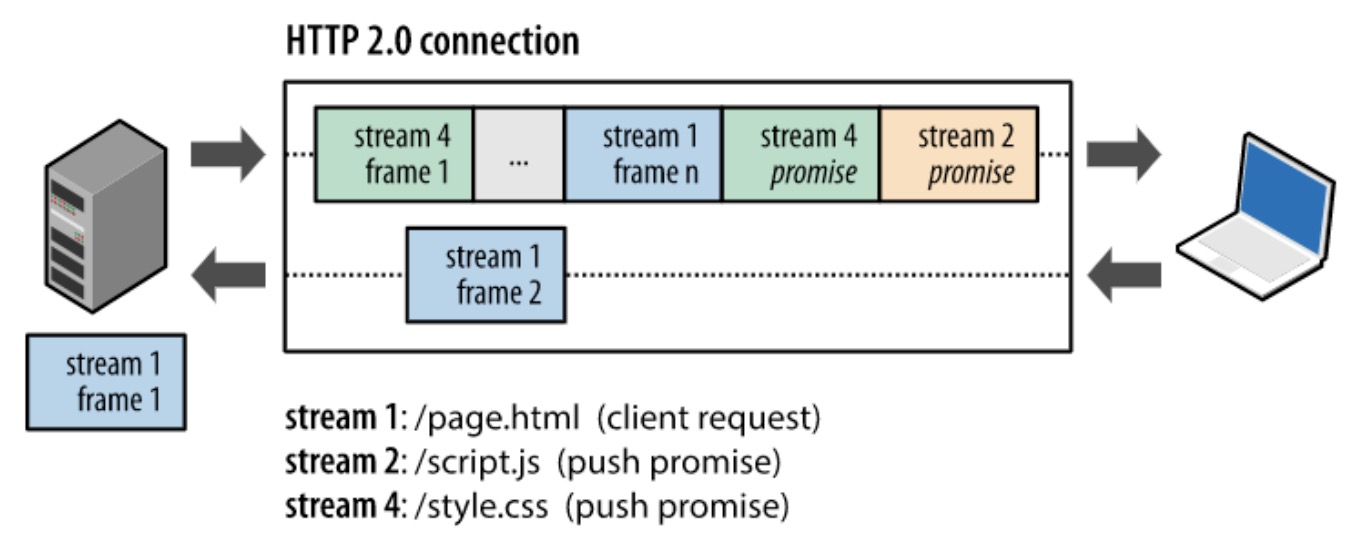 HTTP 2.0 connection
stream 4
frame 1
...
stream 1
frame n
stream 4
promise
stream 2
promise
stream 1
frame 2
stream 1
frame 1
stream 1: /page.html (client request)
stream 2: /script.js (push promise)
stream 4: /style.css (push promise)